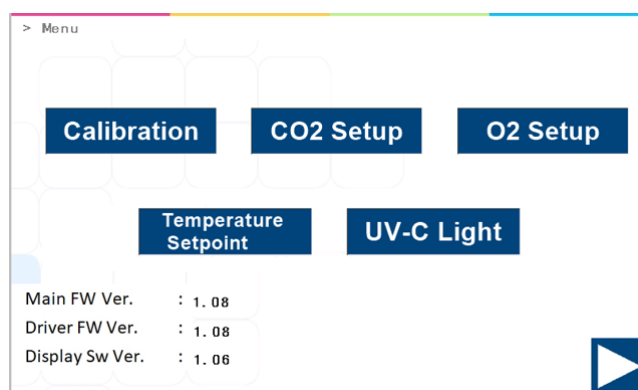 > Menu
Calibration
CO2 Setup
O2 Setup
Temperature
Setpoint
UV-C Light
Main FW Ver. : 1.08
Driver FW Ver. : 1.08
Display Sw Ver. : 1.06